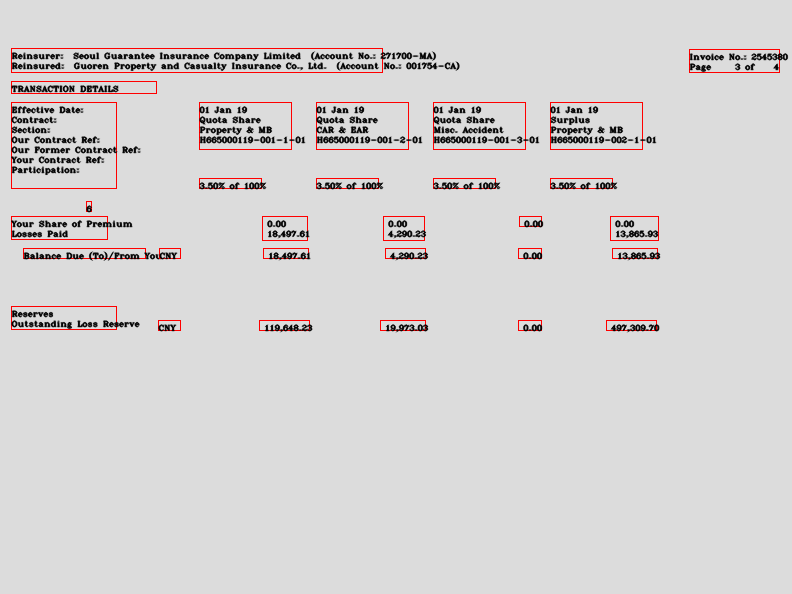 Reinsurer: Seoul Guarantee Insurance Company Limited (Account No.: 271700-MA)
Reinsured: Guoren Property and Casualty Insurance Co., Ltd. (Account No.: 001754-CA)
Invoice No.: 2545380
Page 3 of 4
TRANSACTION DETAILS
Effective Date: 01 Jan 19 01 Jan 19 01 Jan 19 01 Jan 19
Contract: Quota Share Quota Share Quota Share Surplus
Section: Property & MB CAR & EAR Misc. Accident Property & MB
Our Contract Ref: H665000119-001-1-01 H665000119-001-2-01 H665000119-001-3-01 H665000119-002-1-01
Our Former Contract Ref:
Your Contract Ref:
Participation:
3.50% of 100% 3.50% of 100% 3.50% of 100% 3.50% of 100%
Your Share of Premium 0.00 0.00 0.00 0.00
Losses Paid 18,497.61 4,290.23 13,865.93
Balance Due (To)/From You CNY 18,497.61 4,290.23 0.00 13,865.93
Reserves
Outstanding Loss Reserve CNY 119,648.23 19,973.03 0.00 497,309.70